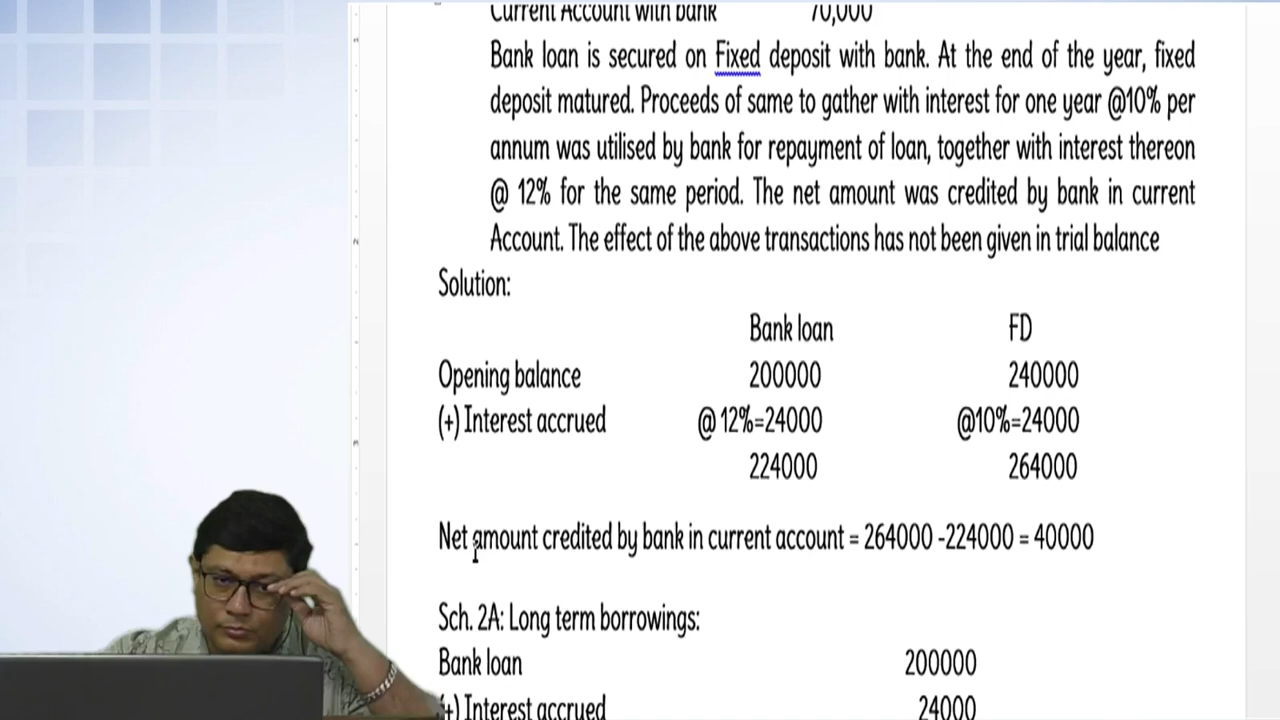 Current Account with bank 70,000
Bank loan is secured on Fixed deposit with bank. At the end of the year, fixed
deposit matured. Proceeds of same to gather with interest for one year @10% per
annum was utilised by bank for repayment of loan, together with interest thereon
@ 12% for the same period. The net amount was credited by bank in current
Account. The effect of the above transactions has not been given in trial balance
Solution:
Bank loan FD
Opening balance 200000 240000
(+) Interest accrued @ 12%=24000 @10%=24000
224000 264000
Net amount credited by bank in current account = 264000 -224000 = 40000
Sch. 2A: Long term borrowings:
Bank loan 200000
(+) Interest accrued 24000